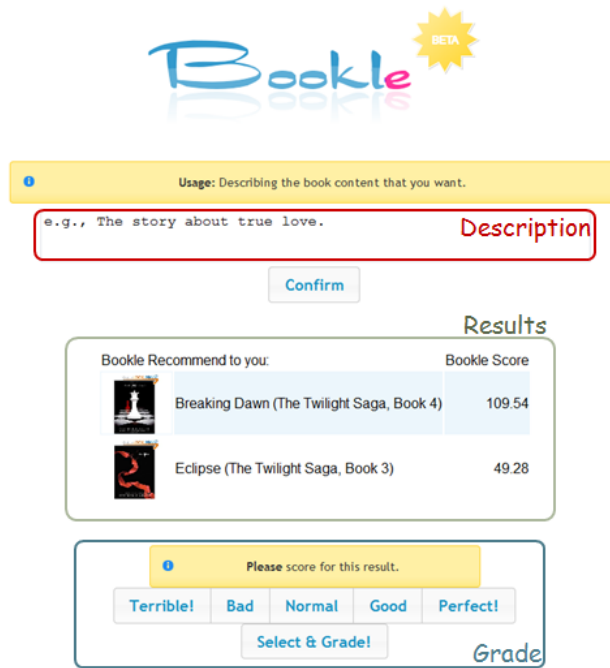 Bookle
BETA
Usage: Describing the book content that you want.
e.g., The story about true love.
Description
Confirm
Results
Bookle Recommend to you: Bookle Score
Breaking Dawn (The Twilight Saga, Book 4) 109.54
Eclipse (The Twilight Saga, Book 3) 49.28
Please score for this result.
Terrible! Bad Normal Good Perfect!
Select & Grade!
Grade